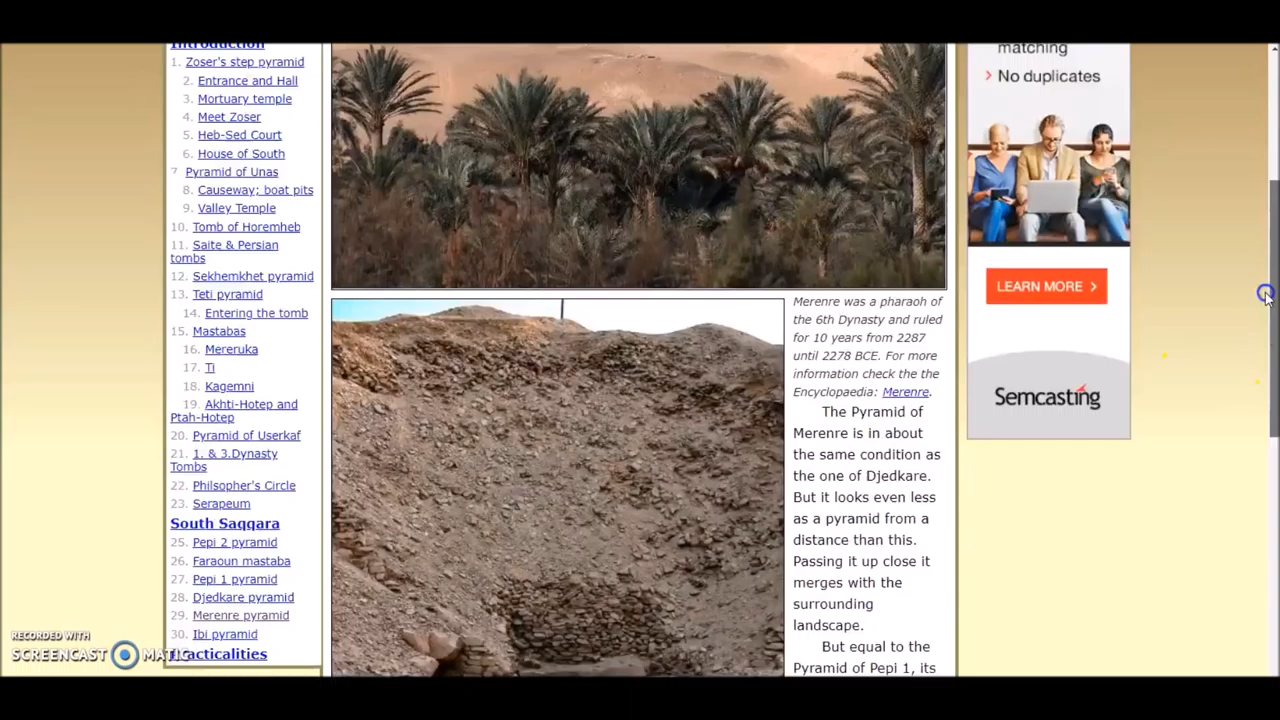 Introduction
1. Zoser's step pyramid
2. Entrance and Hall
3. Mortuary temple
4. Meet Zoser
5. Heb-Sed Court
6. House of South
7 Pyramid of Unas
8. Causeway; boat pits
9. Valley Temple
10. Tomb of Horemheb
11. Saite & Persian
tombs
12. Sekhemkhet pyramid
13. Teti pyramid
14. Entering the tomb
15. Mastabas
16. Mereruka
17. Ti
18. Kagemni
19. Akhti-Hotep and
Ptah-Hotep
20. Pyramid of Userkaf
21. 1. & 3.Dynasty
Tombs
22. Philsopher's Circle
23. Serapeum
South Saqqara
25. Pepi 2 pyramid
26. Faraoun mastaba
27. Pepi 1 pyramid
28. Djedkare pyramid
29. Merenre pyramid
30. Ibi pyramid
Practicalities
RECORDED WITH
SCREENCAST MATIC
Merenre was a pharaoh of
the 6th Dynasty and ruled
for 10 years from 2287
until 2278 BCE. For more
information check the the
Encyclopaedia: Merenre.
The Pyramid of
Merenre is in about
the same condition as
the one of Djedkare.
But it looks even less
as a pyramid from a
distance than this.
Passing it up close it
merges with the
surrounding
landscape.
But equal to the
Pyramid of Pepi 1, its
matching
No duplicates
LEARN MORE
Semcasting